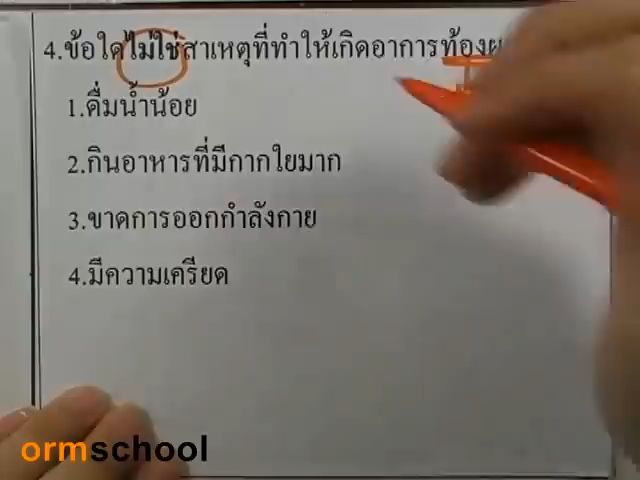 4.ข้อใดไม่ใช่สาเหตุที่ทำให้เกิดอาการท้องผ
1.ดื่มน้ำน้อย
2.กินอาหารที่มีกากใยมาก
3.ขาดการออกกำลังกาย
4.มีความเครียด
ormschool